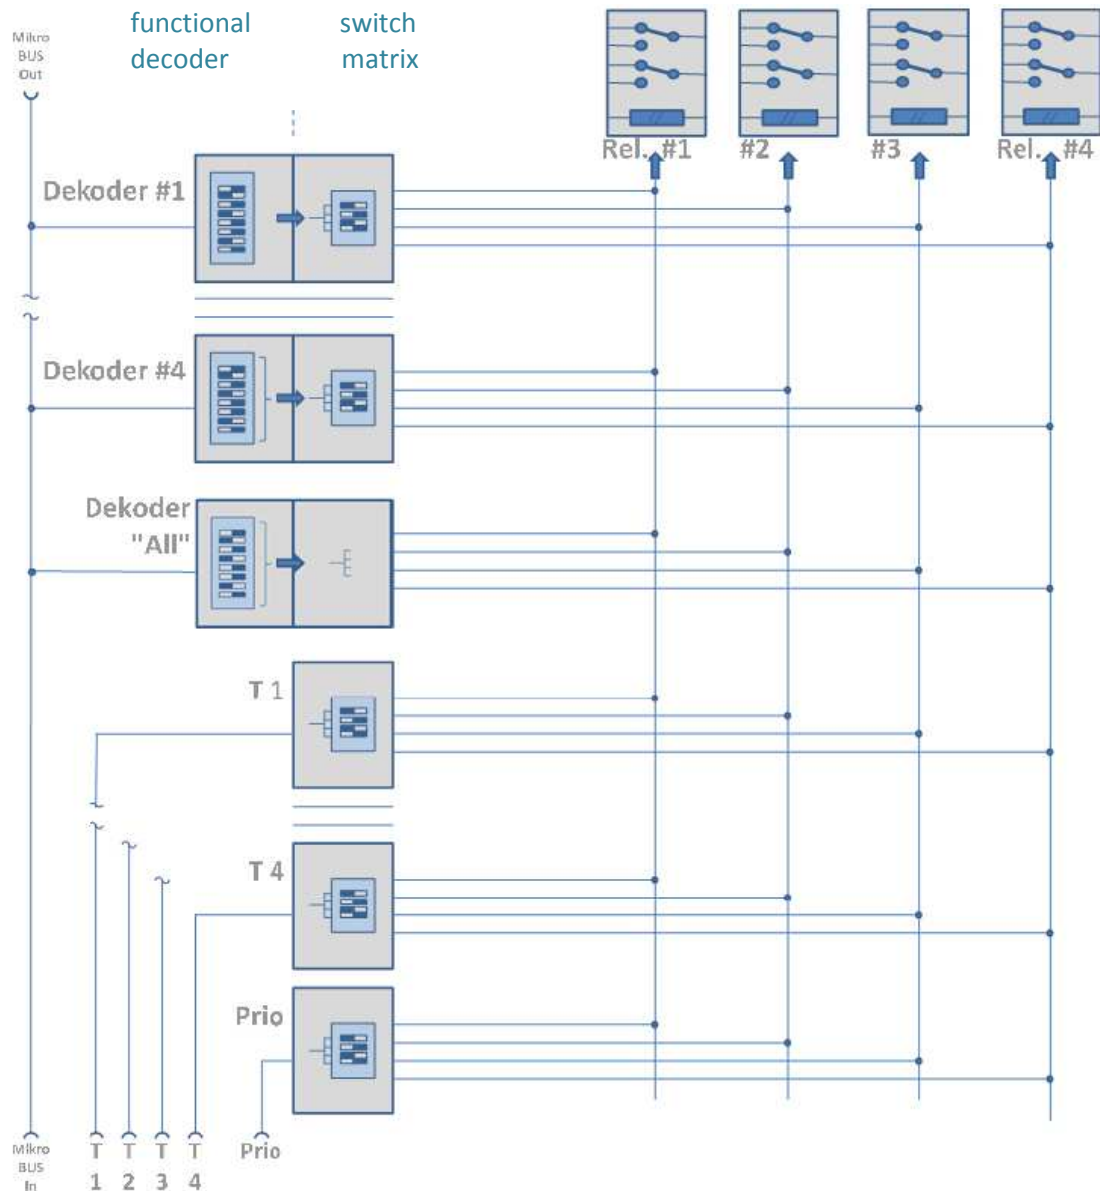 functional
decoder
switch
matrix
Mikro
BUS
Out
Rel. #1
#2
#3
Rel. #4
Dekoder #1
Dekoder #4
Dekoder
"All"
T 1
T 4
Prio
Mikro
BUS
In
T
1
T
2
T
3
T
4
Prio